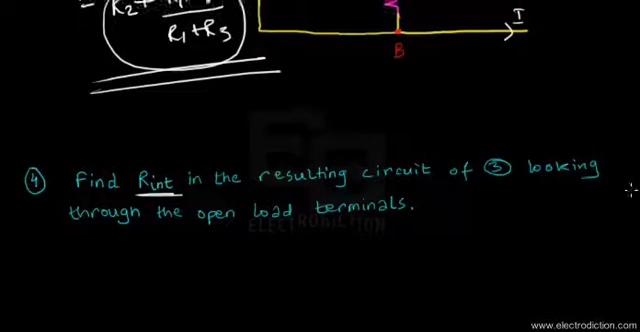 = R2 +
R1 + R3
I
B
④ Find Rint in the resulting circuit of ③ looking
through the open load terminals.
ELECTRODICTION
www.electrodiction.com